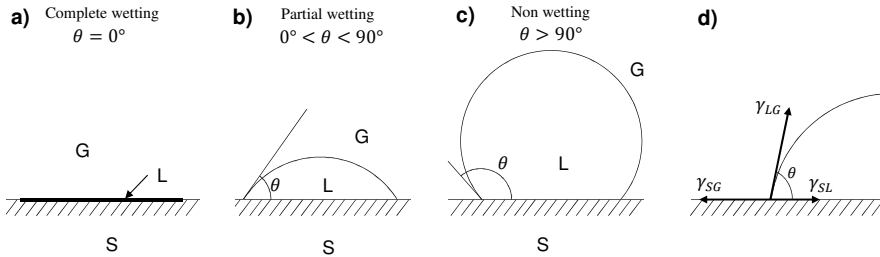 a)
Complete wetting
θ = 0°
G
L
S
b)
Partial wetting
0° < θ < 90°
G
θ
L
S
c)
Non wetting
θ > 90°
G
θ
L
S
d)
γLG
θ
γSG
γSL